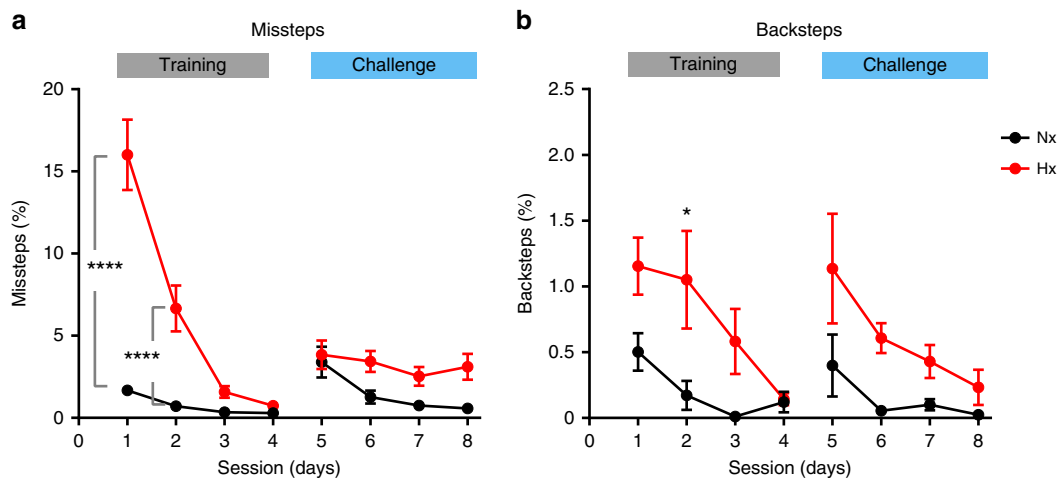 a
Missteps
Training
Challenge
20
15
10
5
0
Missteps (%)
****
****
0 1 2 3 4 5 6 7 8
Session (days)
b
Backsteps
Training
Challenge
2.5
2.0
1.5
1.0
0.5
0
Backsteps (%)
*
0 1 2 3 4 5 6 7 8
Session (days)
Nx
Hx